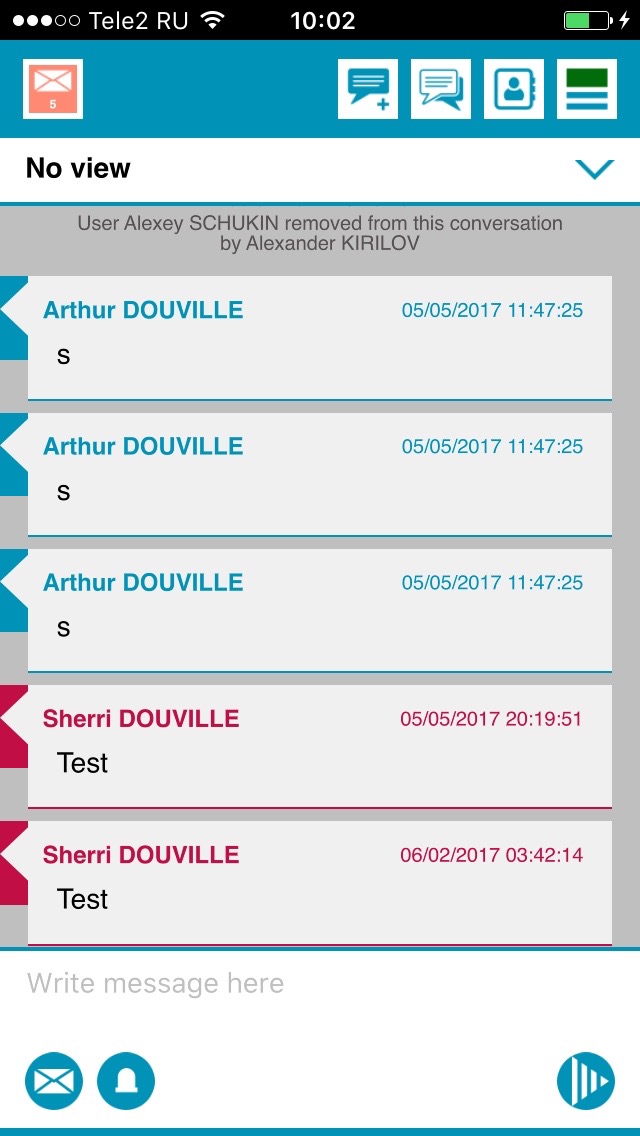 Tele2 RU 10:02
5
No view
User Alexey SCHUKIN removed from this conversation
by Alexander KIRILOV
Arthur DOUVILLE 05/05/2017 11:47:25
s
Arthur DOUVILLE 05/05/2017 11:47:25
s
Arthur DOUVILLE 05/05/2017 11:47:25
s
Sherri DOUVILLE 05/05/2017 20:19:51
Test
Sherri DOUVILLE 06/02/2017 03:42:14
Test
Write message here